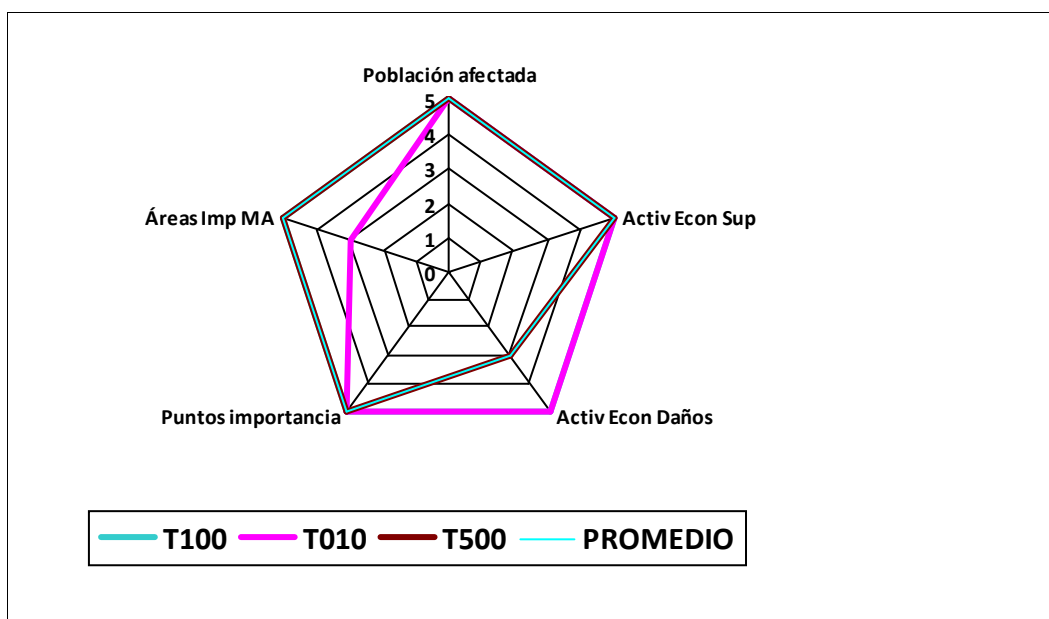 Población afectada
5
4
3
2
1
0
Áreas Imp MA
Activ Econ Sup
Puntos importancia
Activ Econ Daños
T100 T010 T500 PROMEDIO